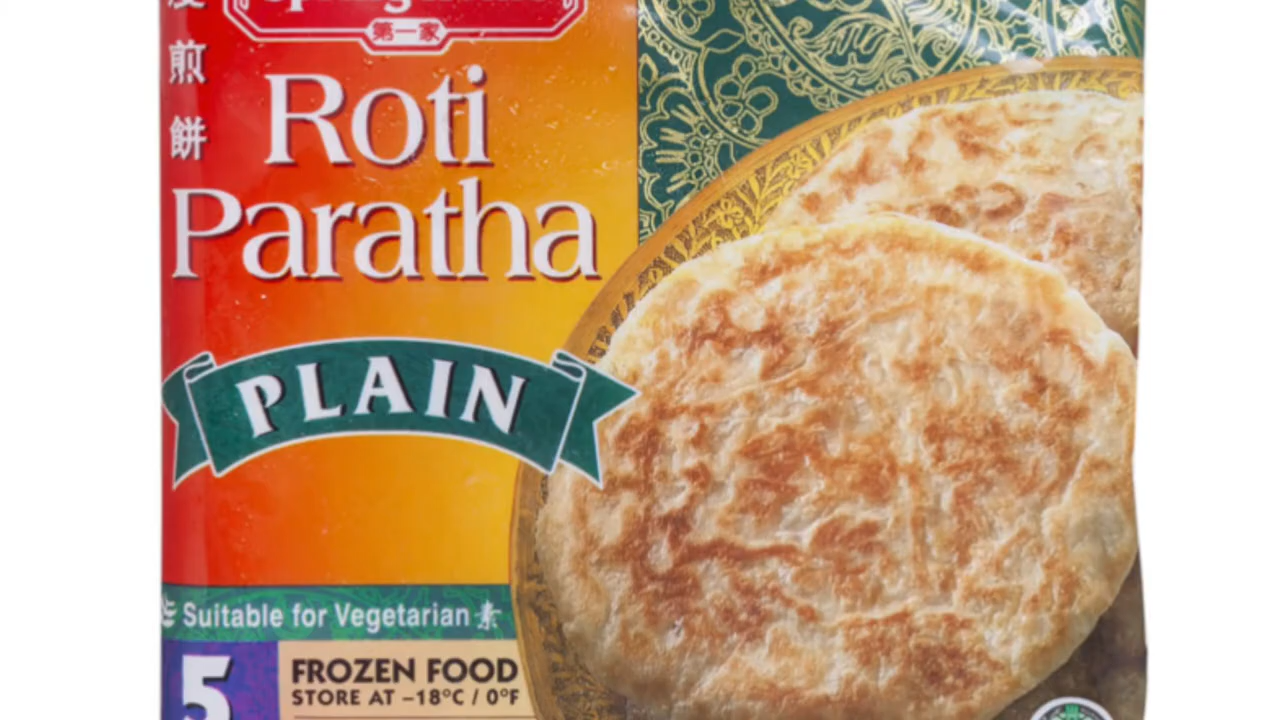 第一家
煎
餅
Roti
Paratha
PLAIN
Suitable for Vegetarian 素
5
FROZEN FOOD
STORE AT –18°C / 0°F